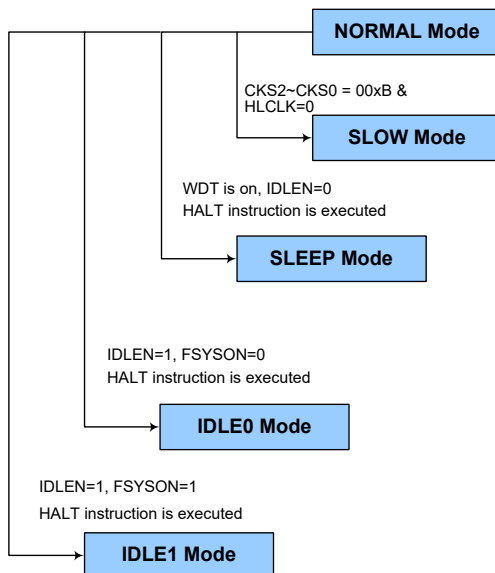 NORMAL Mode
CKS2~CKS0 = 00xB &
HLCLK=0
SLOW Mode
WDT is on, IDLEN=0
HALT instruction is executed
SLEEP Mode
IDLEN=1, FSYSON=0
HALT instruction is executed
IDLE0 Mode
IDLEN=1, FSYSON=1
HALT instruction is executed
IDLE1 Mode